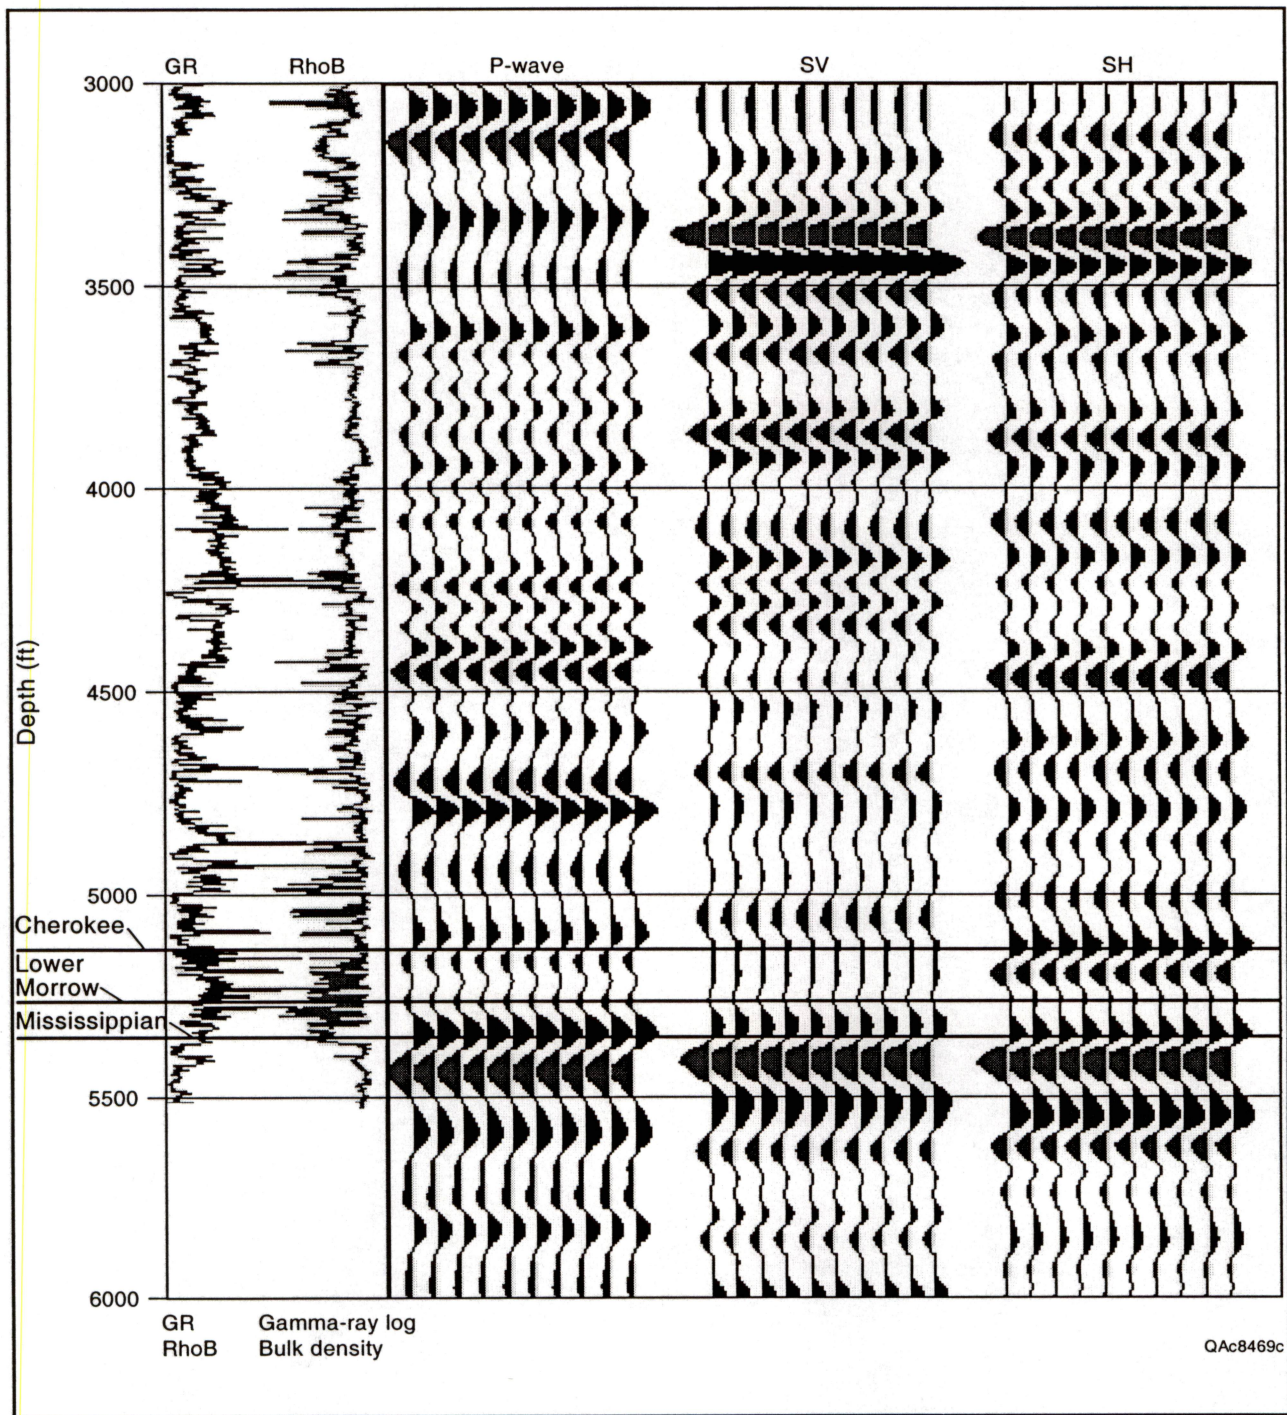 GR RhoB P-wave SV SH
3000
3500
4000
4500
5000
5500
6000
Depth (ft)
Cherokee
Lower
Morrow
Mississippian
GR Gamma-ray log
RhoB Bulk density
QAc8469c